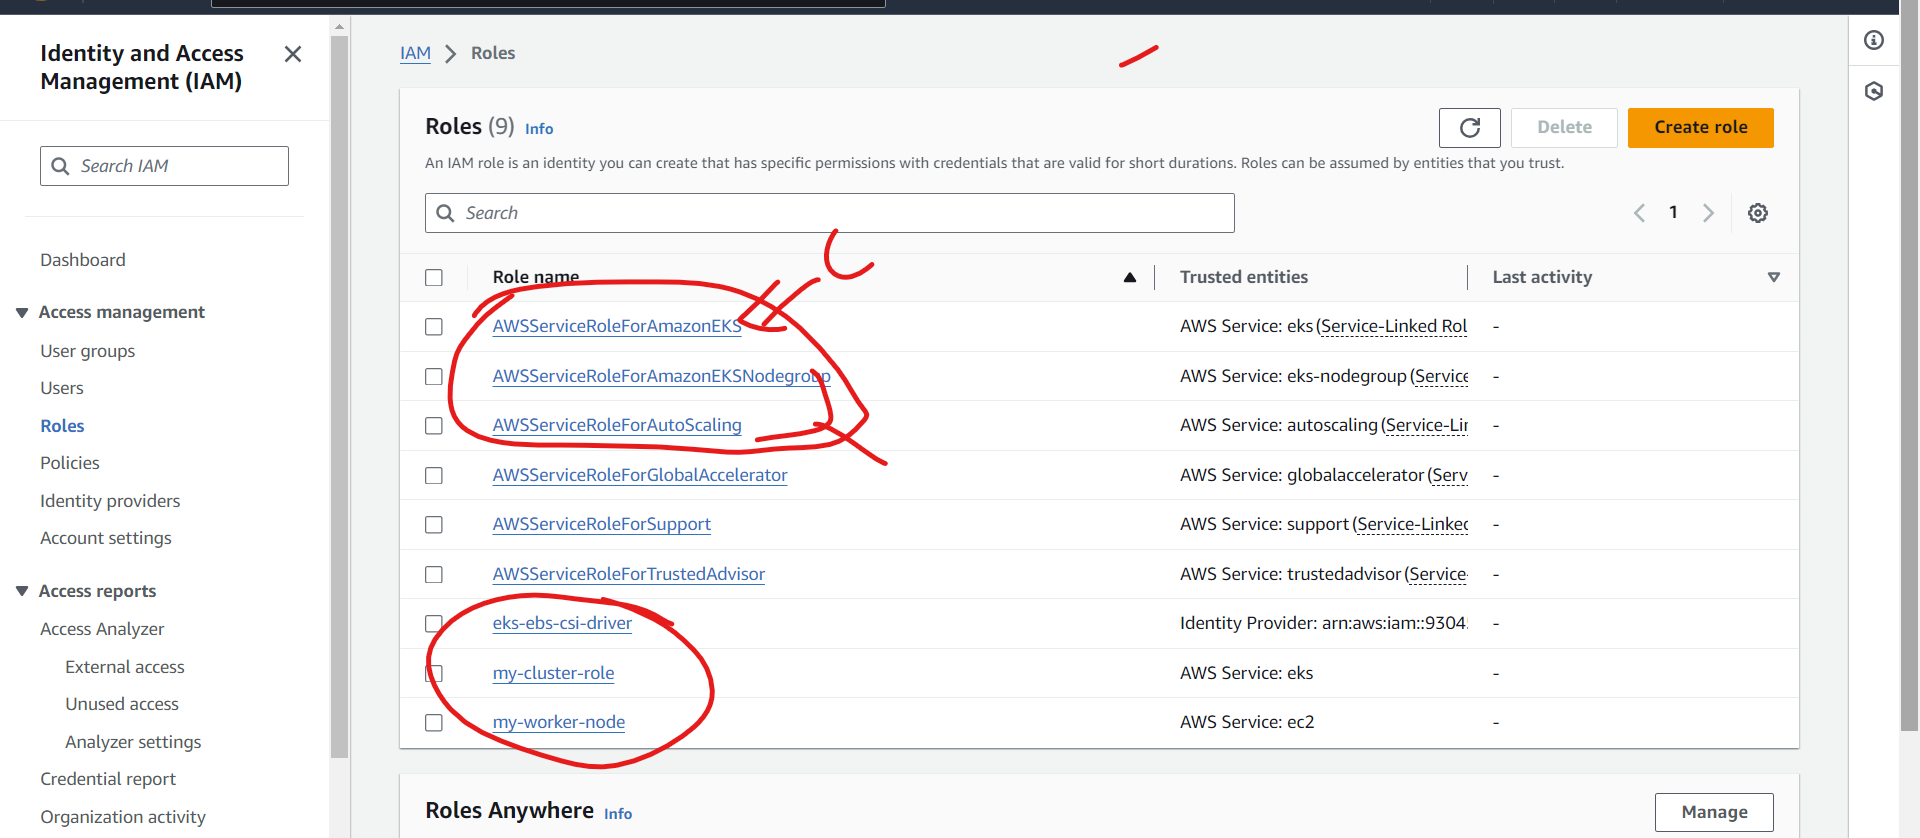 Identity and Access
Management (IAM)
Search IAM
Dashboard
Access management
User groups
Users
Roles
Policies
Identity providers
Account settings
Access reports
Access Analyzer
External access
Unused access
Analyzer settings
Credential report
Organization activity
IAM > Roles
Roles (9) Info
Delete
Create role
An IAM role is an identity you can create that has specific permissions with credentials that are valid for short durations. Roles can be assumed by entities that you trust.
Search
1
Role name Trusted entities Last activity
AWSServiceRoleForAmazonEKS AWS Service: eks (Service-Linked Rol -
AWSServiceRoleForAmazonEKSNodegroup AWS Service: eks-nodegroup (Service -
AWSServiceRoleForAutoScaling AWS Service: autoscaling (Service-Lin -
AWSServiceRoleForGlobalAccelerator AWS Service: globalaccelerator (Serv -
AWSServiceRoleForSupport AWS Service: support (Service-Linked -
AWSServiceRoleForTrustedAdvisor AWS Service: trustedadvisor (Service- -
eks-ebs-csi-driver Identity Provider: arn:aws:iam::9304 -
my-cluster-role AWS Service: eks -
my-worker-node AWS Service: ec2 -
Roles Anywhere Info
Manage